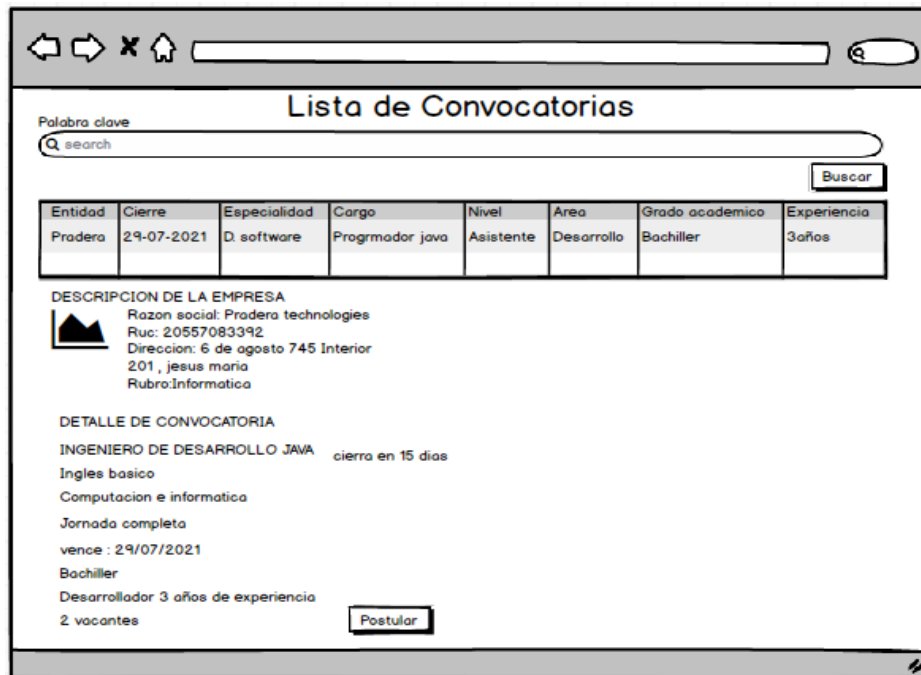 Lista de Convocatorias
Palabra clave
search
Buscar
Entidad Cierre Especialidad Cargo Nivel Area Grado academico Experiencia
Pradera 29-07-2021 D. software Progrmador java Asistente Desarrollo Bachiller 3años
DESCRIPCION DE LA EMPRESA
Razon social: Pradera technologies
Ruc: 20557083392
Direccion: 6 de agosto 745 Interior
201 , jesus maria
Rubro:Informatica
DETALLE DE CONVOCATORIA
INGENIERO DE DESARROLLO JAVA cierra en 15 dias
Ingles basico
Computacion e informatica
Jornada completa
vence : 29/07/2021
Bachiller
Desarrollador 3 años de experiencia
2 vacantes Postular